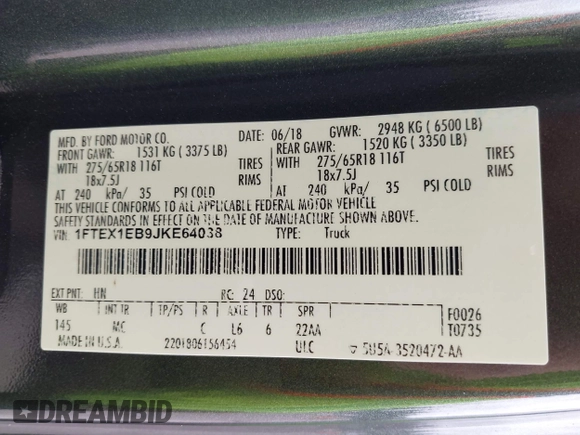 MFD. BY FORD MOTOR CO.
DATE: 06/18 GVWR: 2948 KG ( 6500 LB)
FRONT GAWR: 1531 KG ( 3375 LB) REAR GAWR: 1520 KG ( 3350 LB)
WITH 275/65R18 116T TIRES WITH 275/65R18 116T TIRES
18x7.5J RIMS 18x7.5J RIMS
AT 240 kPa/ 35 PSI COLD AT 240 kPa/ 35 PSI COLD
THIS VEHICLE CONFORMS TO ALL APPLICABLE FEDERAL MOTOR VEHICLE
SAFETY STANDARDS IN EFFECT ON THE DATE OF MANUFACTURE SHOWN ABOVE.
VIN: 1FTEX1EB9JKE64038 TYPE: Truck
EXT PNT: HN RC: 24 DSO:
WB INT TR TP/PS R AXLE TR SPR F0026
145 MC C L6 6 22AA T0735
MADE IN U.S.A. 2201806156454 ULC 5U5A-3520472-AA
DREAMBID